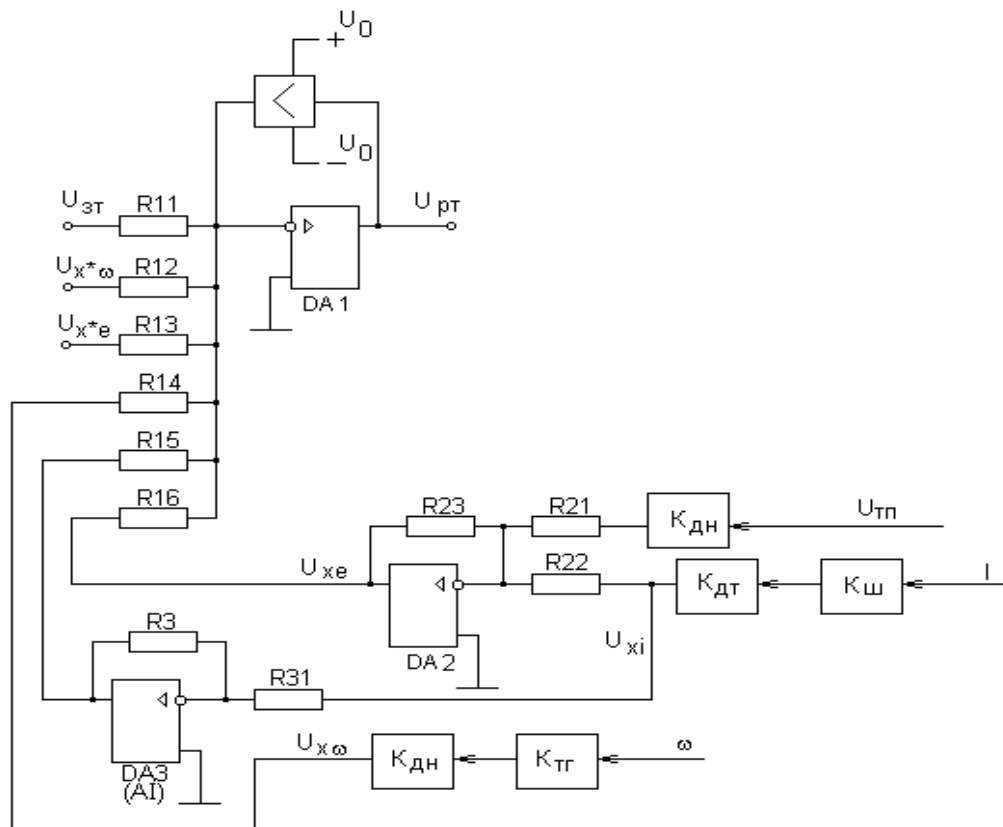 +U0
<
−U0
Uзт
R11
Uрт
Ux*ω
R12
DA 1
Ux*e
R13
R14
R15
R16
R23
R21
Kдн
Uтп
Uxe
R22
Kдт
Kш
I
DA 2
Uxi
R3
R31
DA3
(AI)
Uxω
Kдн
Kтг
ω